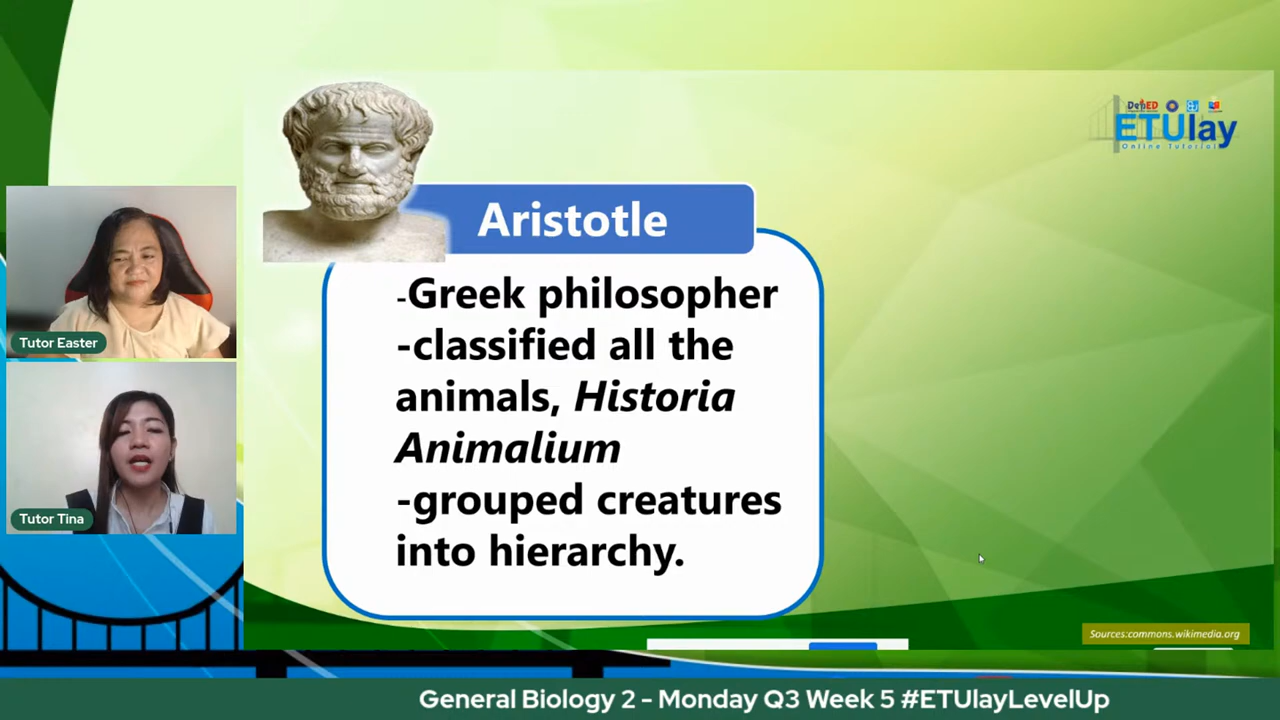 DepED
ETUlay
Online Tutorial
Aristotle
-Greek philosopher
-classified all the
animals, Historia
Animalium
-grouped creatures
into hierarchy.
Tutor Easter
Tutor Tina
Sources:commons.wikimedia.org
General Biology 2 - Monday Q3 Week 5 #ETUlayLevelUp